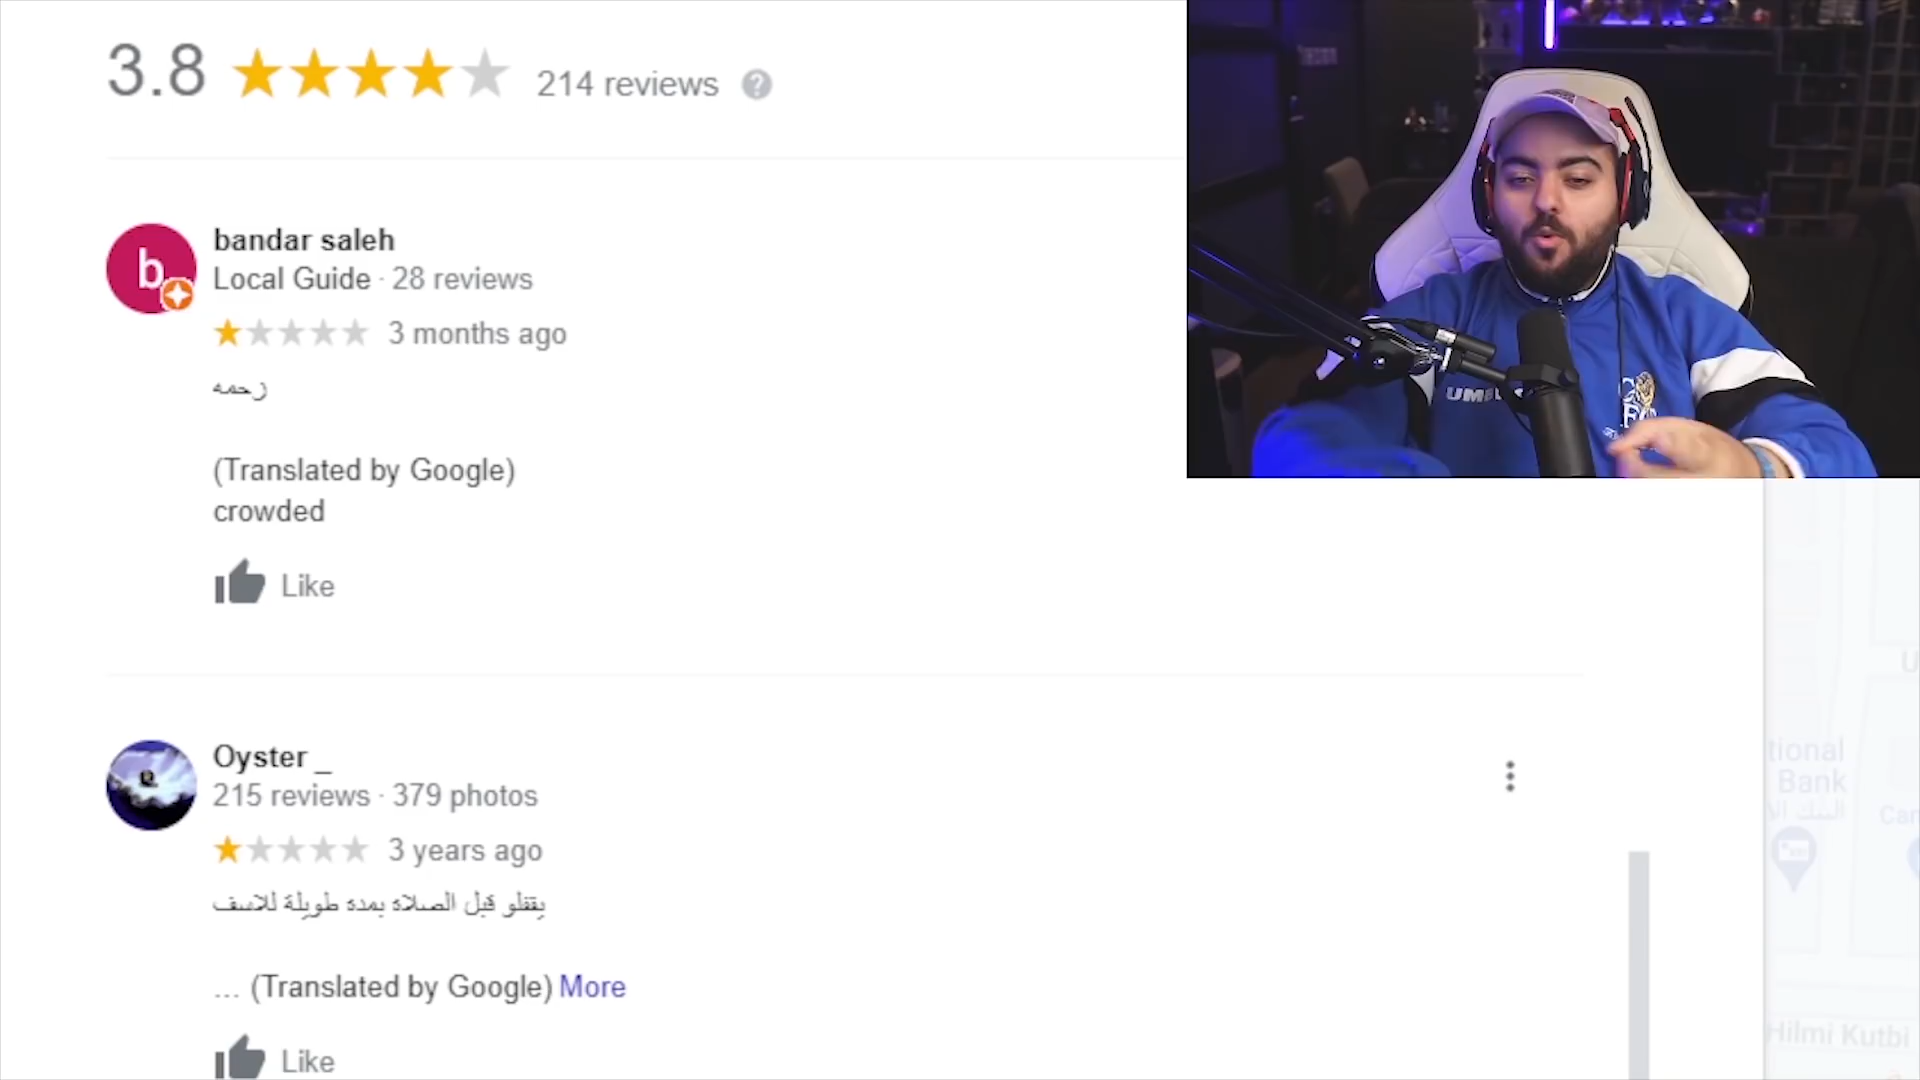 3.8 214 reviews ?
b
bandar saleh
Local Guide · 28 reviews
3 months ago
زحمه
(Translated by Google)
crowded
Like
Oyster _
215 reviews · 379 photos
3 years ago
يقفلو قبل الصلاه بمده طويلة للاسف
... (Translated by Google) More
Like
tional
Bank
Hilmi Kutbi